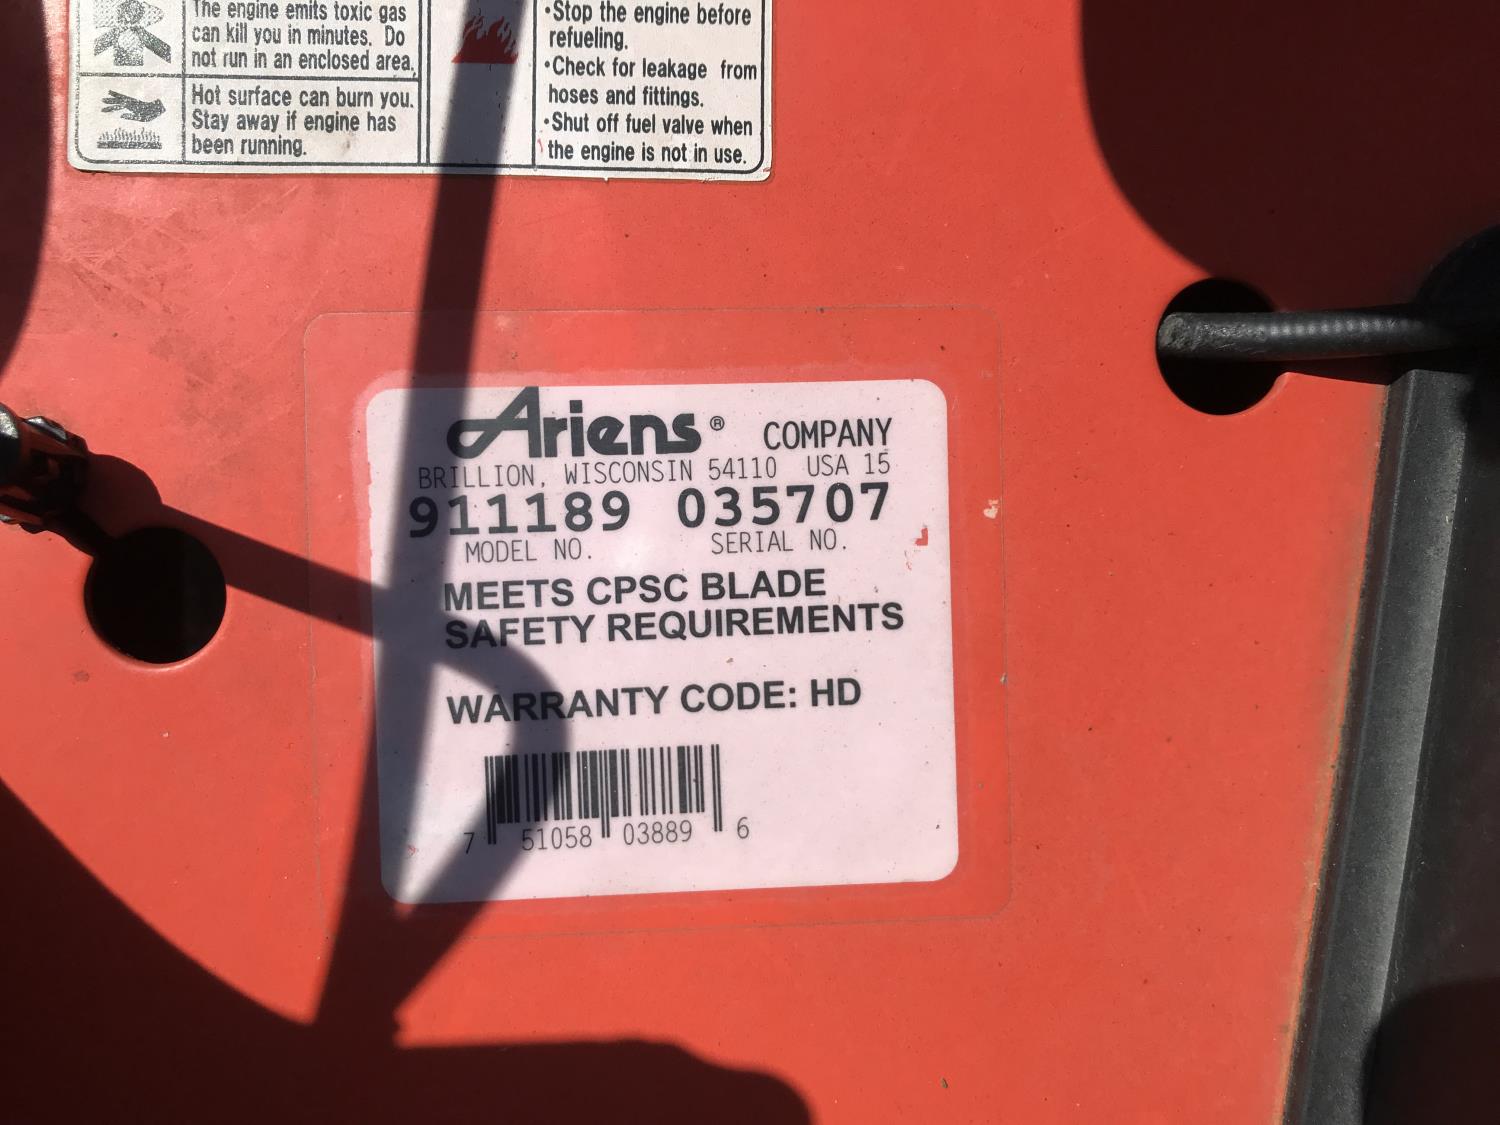 The engine emits toxic gas
can kill you in minutes. Do
not run in an enclosed area.
Hot surface can burn you.
Stay away if engine has
been running.
•Stop the engine before
refueling.
•Check for leakage from
hoses and fittings.
•Shut off fuel valve when
the engine is not in use.
Ariens® COMPANY
BRILLION, WISCONSIN 54110 USA 15
911189 035707
MODEL NO. SERIAL NO.
MEETS CPSC BLADE
SAFETY REQUIREMENTS
WARRANTY CODE: HD
7 51058 03889 6